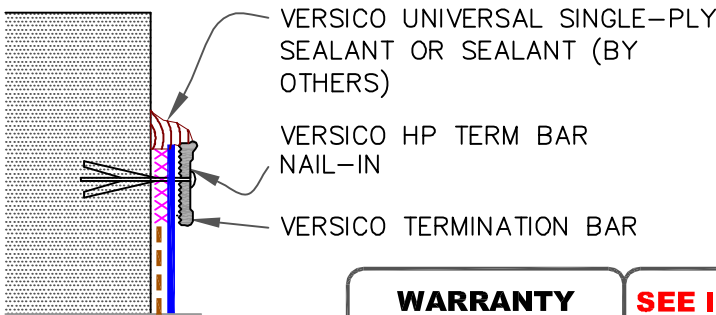 VERSICO UNIVERSAL SINGLE-PLY
SEALANT OR SEALANT (BY
OTHERS)
VERSICO HP TERM BAR
NAIL-IN
VERSICO TERMINATION BAR
WARRANTY
SEE